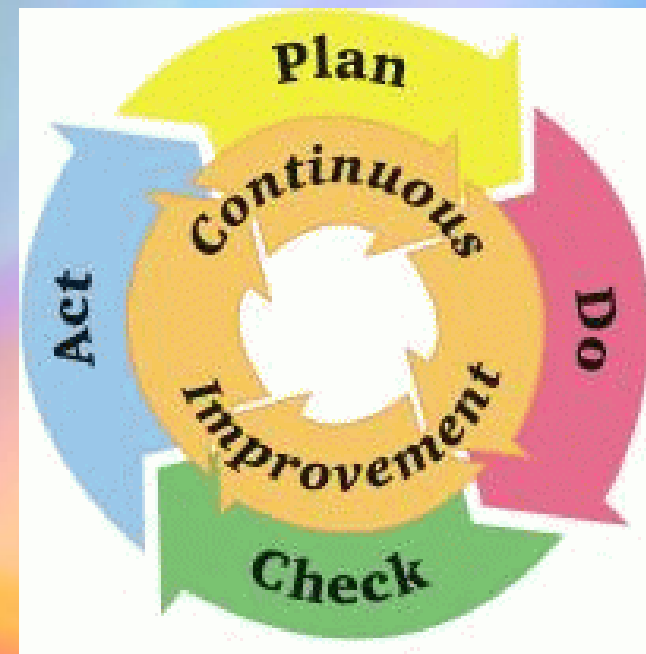 Plan
Do
Check
Act
Continuous
Improvement